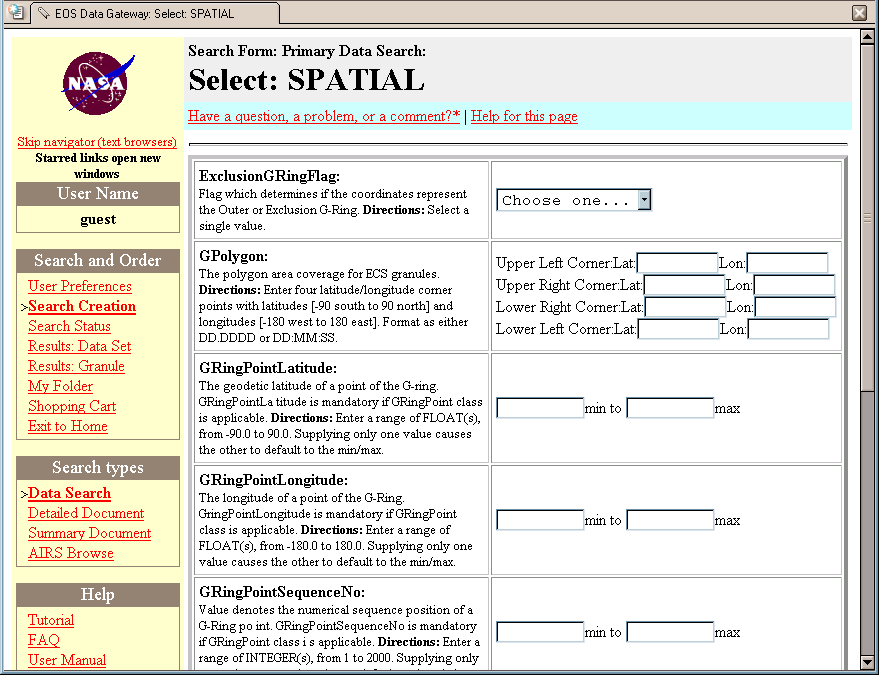 EOS Data Gateway: Select: SPATIAL
NASA
Skip navigator (text browsers)
Starred links open new
windows
User Name
guest
Search and Order
User Preferences
>Search Creation
Search Status
Results: Data Set
Results: Granule
My Folder
Shopping Cart
Exit to Home
Search types
>Data Search
Detailed Document
Summary Document
AIRS Browse
Help
Tutorial
FAQ
User Manual
Search Form: Primary Data Search:
Select: SPATIAL
Have a question, a problem, or a comment?* | Help for this page
ExclusionGRingFlag:
Flag which determines if the coordinates represent
the Outer or Exclusion G-Ring. Directions: Select a
single value.
Choose one...
GPolygon:
The polygon area coverage for ECS granules.
Directions: Enter four latitude/longitude corner
points with latitudes [-90 south to 90 north] and
longitudes [-180 west to 180 east]. Format as either
DD.DDDD or DD:MM:SS.
Upper Left Corner:Lat: Lon:
Upper Right Corner:Lat: Lon:
Lower Right Corner:Lat: Lon:
Lower Left Corner:Lat: Lon:
GRingPointLatitude:
The geodetic latitude of a point of the G-ring.
GRingPointLa titude is mandatory if GRingPoint class
is applicable. Directions: Enter a range of FLOAT(s),
from -90.0 to 90.0. Supplying only one value causes
the other to default to the min/max.
min to max
GRingPointLongitude:
The longitude of a point of the G-Ring.
GringPointLongitude is mandatory if GRingPoint
class is applicable. Directions: Enter a range of
FLOAT(s), from -180.0 to 180.0. Supplying only one
value causes the other to default to the min/max.
min to max
GRingPointSequenceNo:
Value denotes the numerical sequence position of a
G-Ring po int. GRingPointSequenceNo is mandatory
if GRingPoint class i s applicable. Directions: Enter a
range of INTEGER(s), from 1 to 2000. Supplying only
min to max